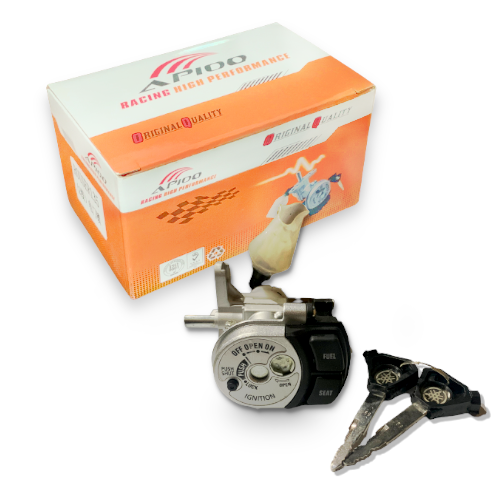 APIOO
RACING HIGH PERFORMANCE
ORIGINAL QUALITY
ORIGINAL QUALITY
APIOO
RACING HIGH PERFORMANCE
OFF OPEN ON
PUSH
SHUT
LOCK
OPEN
IGNITION
FUEL
SEAT